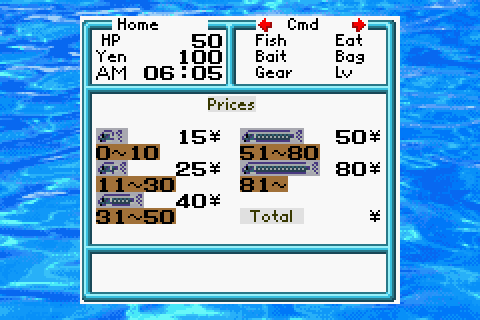 Home
HP 50
Yen 100
AM 06:05
Cmd
Fish Eat
Bait Bag
Gear Lv
Prices
15¥ 50¥
0~10 51~80
25¥ 80¥
11~30 81~
40¥
31~50 Total ¥